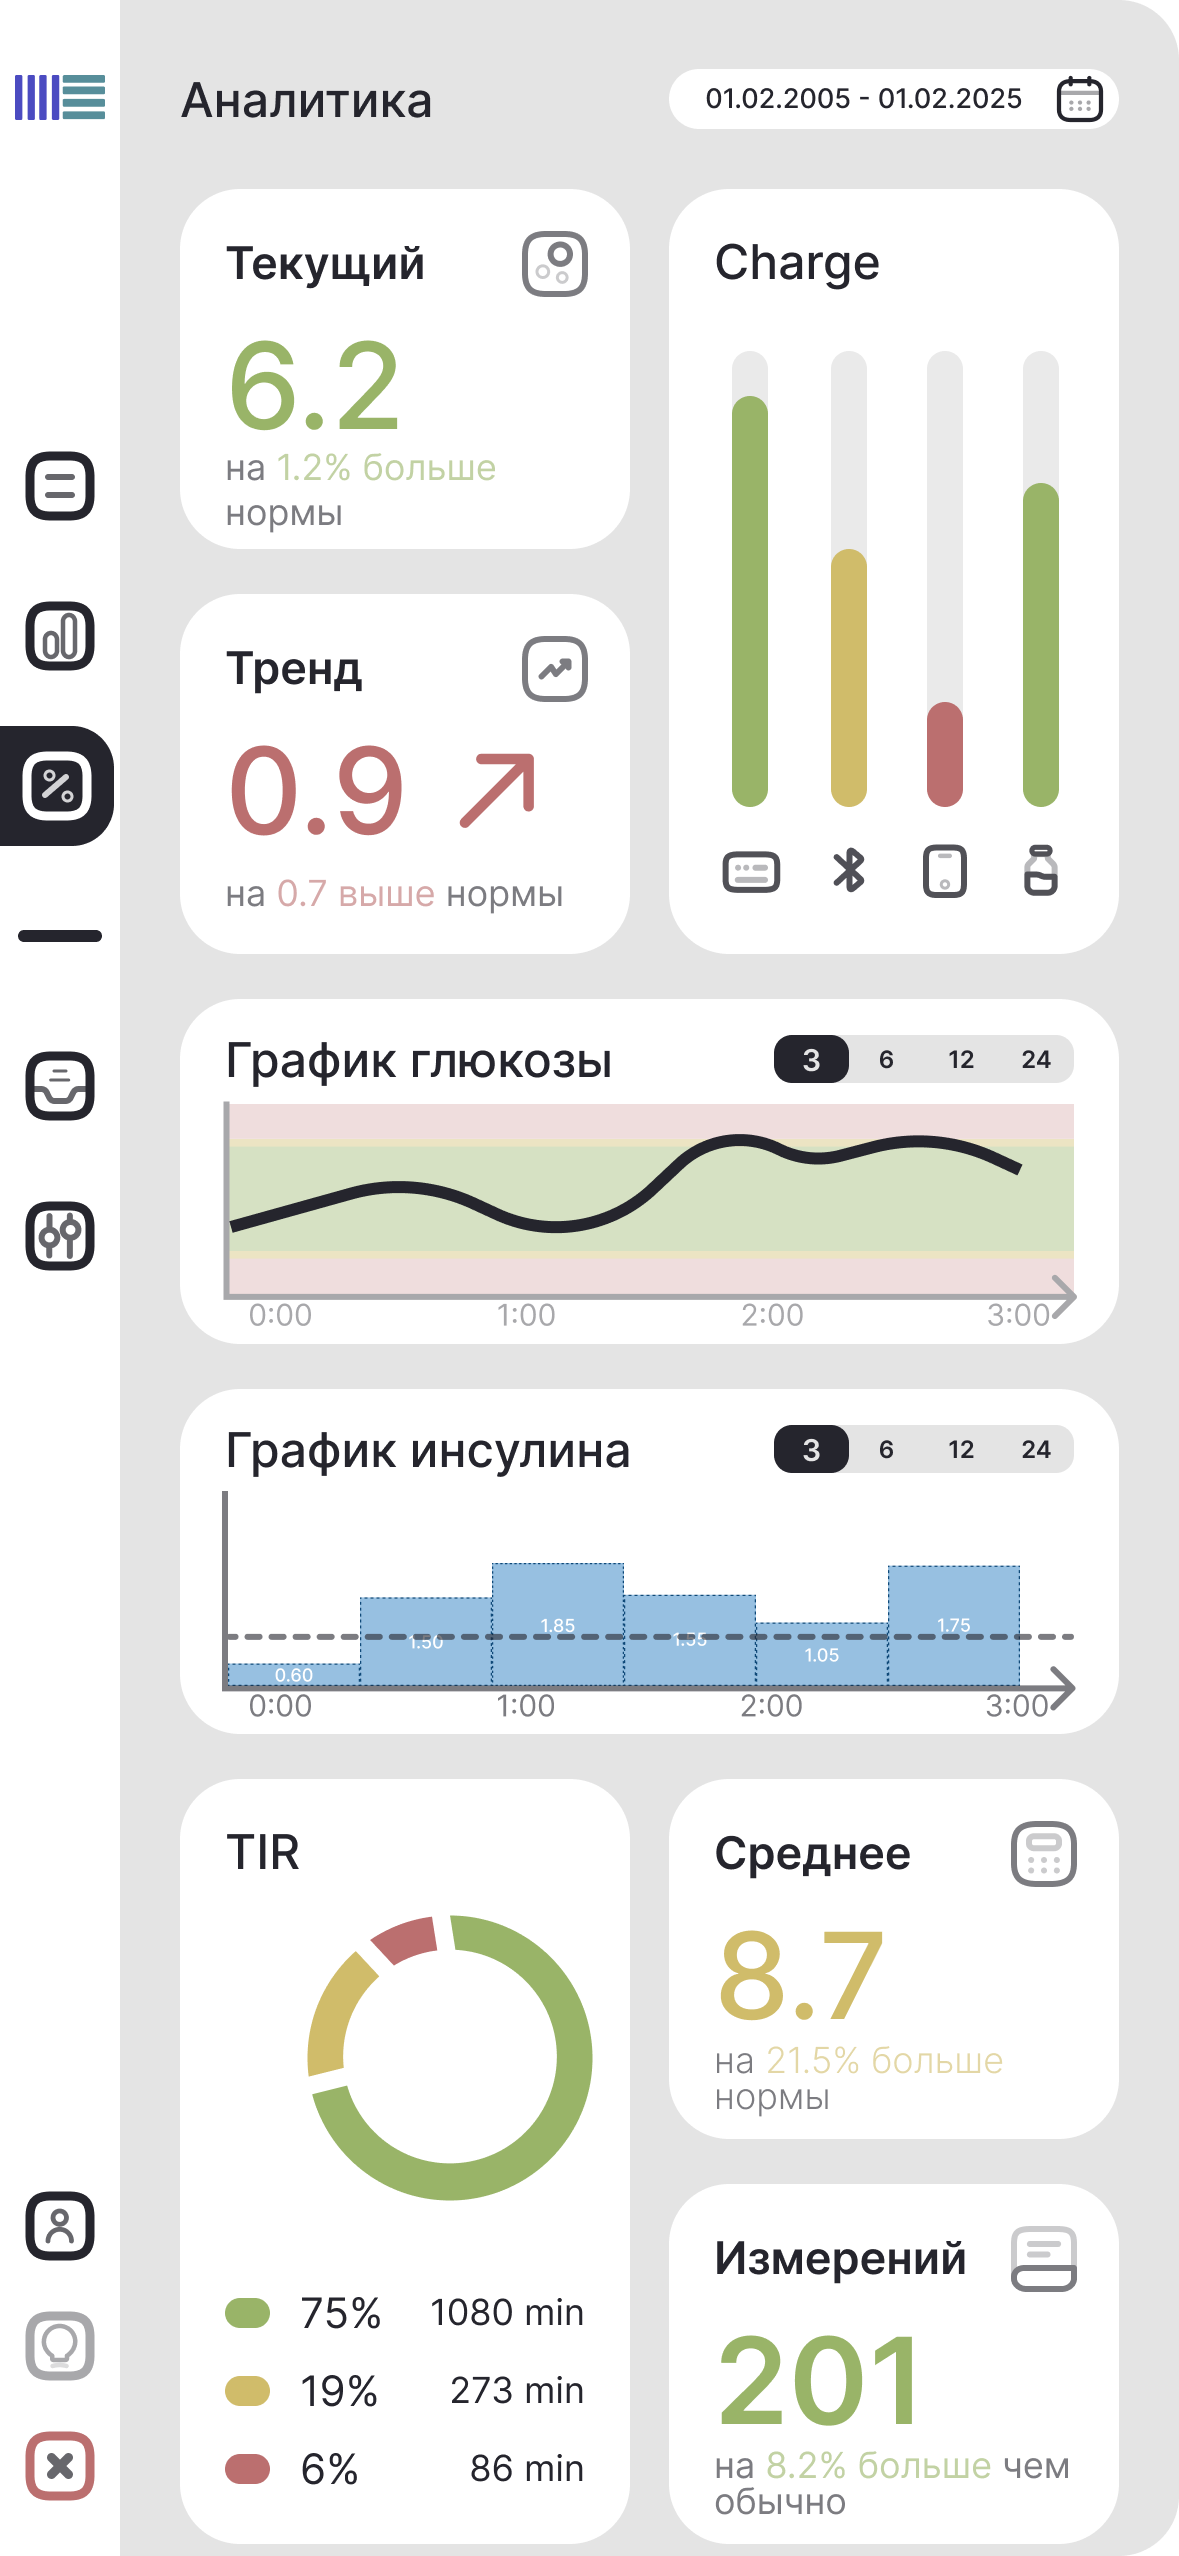 Аналитика
01.02.2005 - 01.02.2025
Текущий
6.2
на 1.2% больше
нормы
Charge
Тренд
0.9
на 0.7 выше нормы
График глюкозы
3 6 12 24
0:00 1:00 2:00 3:00
График инсулина
3 6 12 24
0.60 1.50 1.85 1.55 1.05 1.75
0:00 1:00 2:00 3:00
TIR
75% 1080 min
19% 273 min
6% 86 min
Среднее
8.7
на 21.5% больше
нормы
Измерений
201
на 8.2% больше чем
обычно